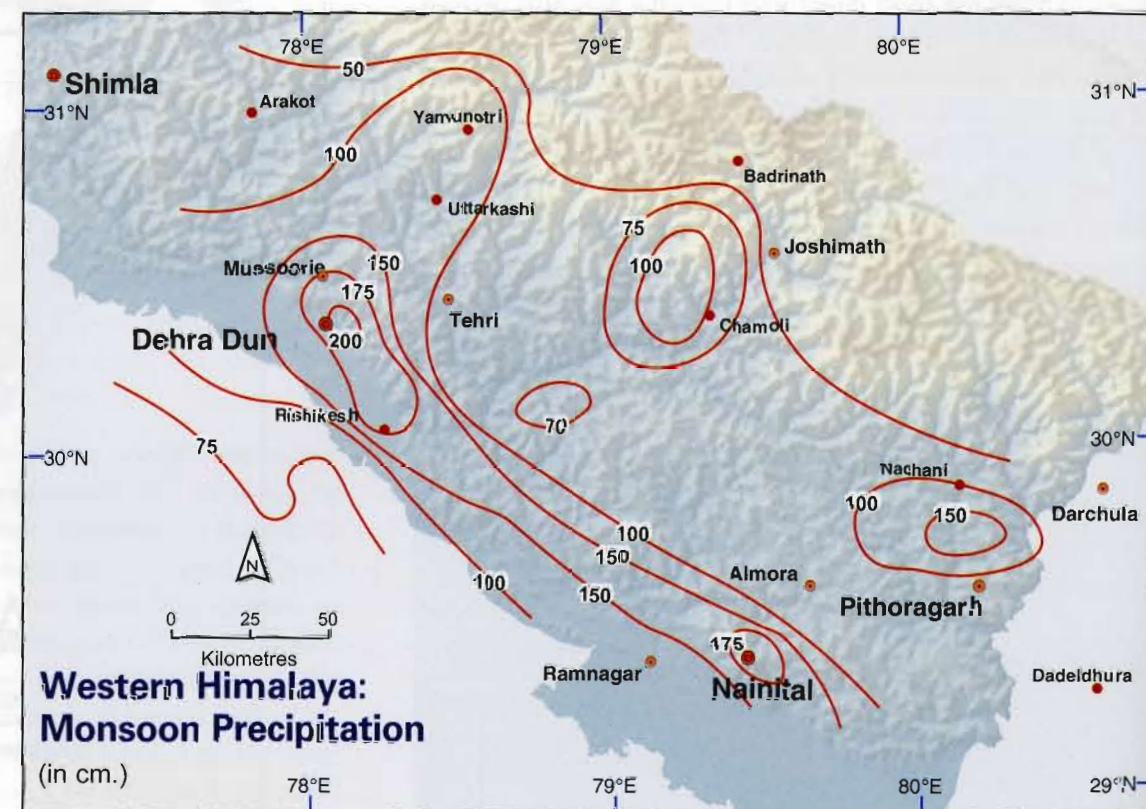 78°E
79°E
80°E
50
Shimla
31°N
31°N
Arakot
Yamunotri
100
Badrinath
Uttarkashi
75
Joshimath
Mussoorie
150
100
175
Tehri
Chamoli
Dehra Dun
200
70
Rishikesh
75
30°N
30°N
Nachani
100
150
Darchula
N
100
150
100
150
Almora
Pithoragarh
0 25 50
Kilometres
175
Ramnagar
Nainital
Dadeldhura
Western Himalaya:
Monsoon Precipitation
(in cm.)
78°E
79°E
80°E
29°N